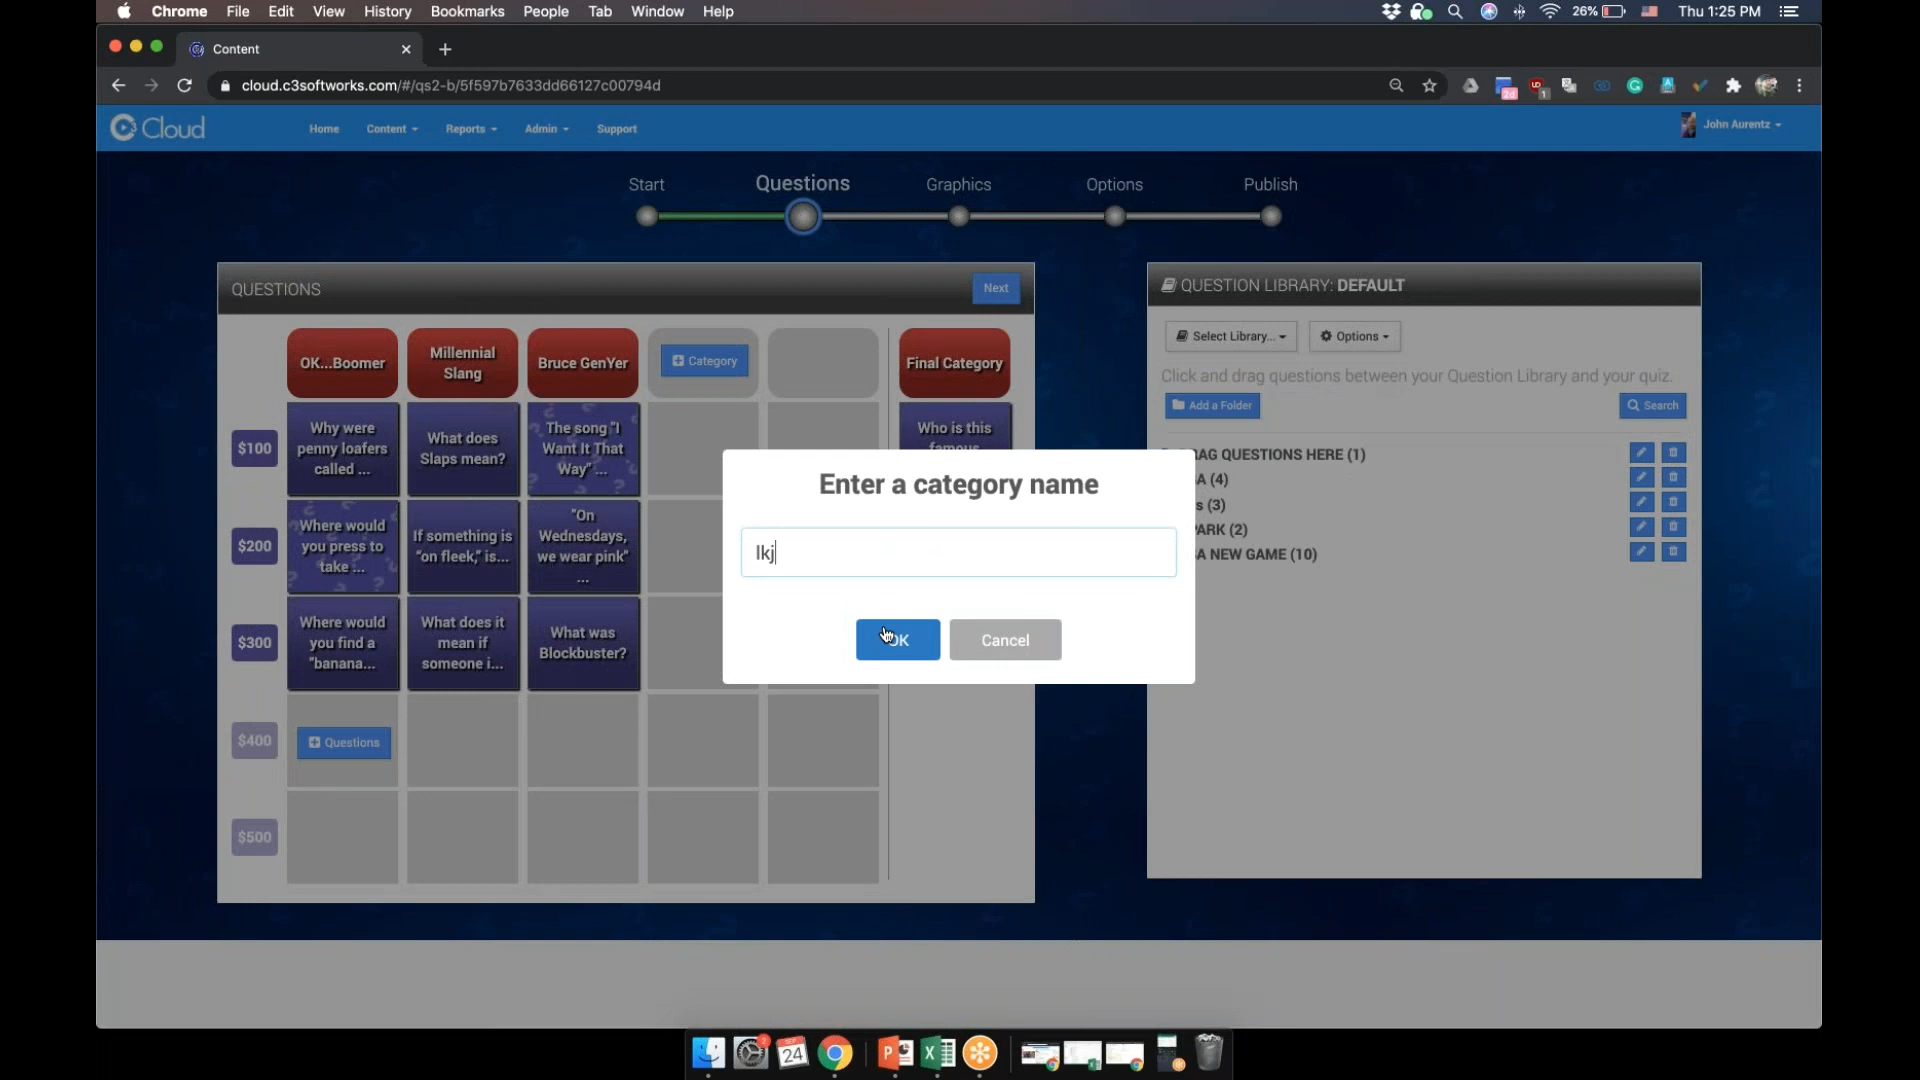 Chrome File Edit View History Bookmarks People Tab Window Help
26% Thu 1:25 PM
Content
cloud.c3softworks.com/#/qs2-b/5f597b7633dd66127c00794d
Cloud Home Content Reports Admin Support John Aurentz
Start Questions Graphics Options Publish
QUESTIONS Next
OK...Boomer
Millennial
Slang
Bruce GenYer
Category
Final Category
$100
Why were
penny loafers
called ...
What does
Slaps mean?
The song "I
Want It That
Way" ...
Who is this
famous
$200
Where would
you press to
take ...
If something is
"on fleek," is...
"On
Wednesdays,
we wear pink"
...
$300
Where would
you find a
"banana...
What does it
mean if
someone i...
What was
Blockbuster?
$400
Questions
$500
Enter a category name
lkj
OK Cancel
QUESTION LIBRARY: DEFAULT
Select Library... Options
Click and drag questions between your Question Library and your quiz.
Add a Folder Search
AG QUESTIONS HERE (1)
A (4)
s (3)
PARK (2)
A NEW GAME (10)
SEP
24